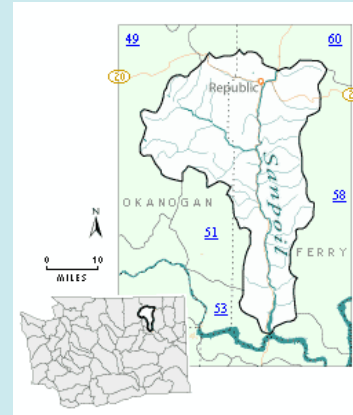 49
60
20
Republic
2
Sanpoil
58
OKANOGAN
N
51
FERRY
0 10
MILES
53